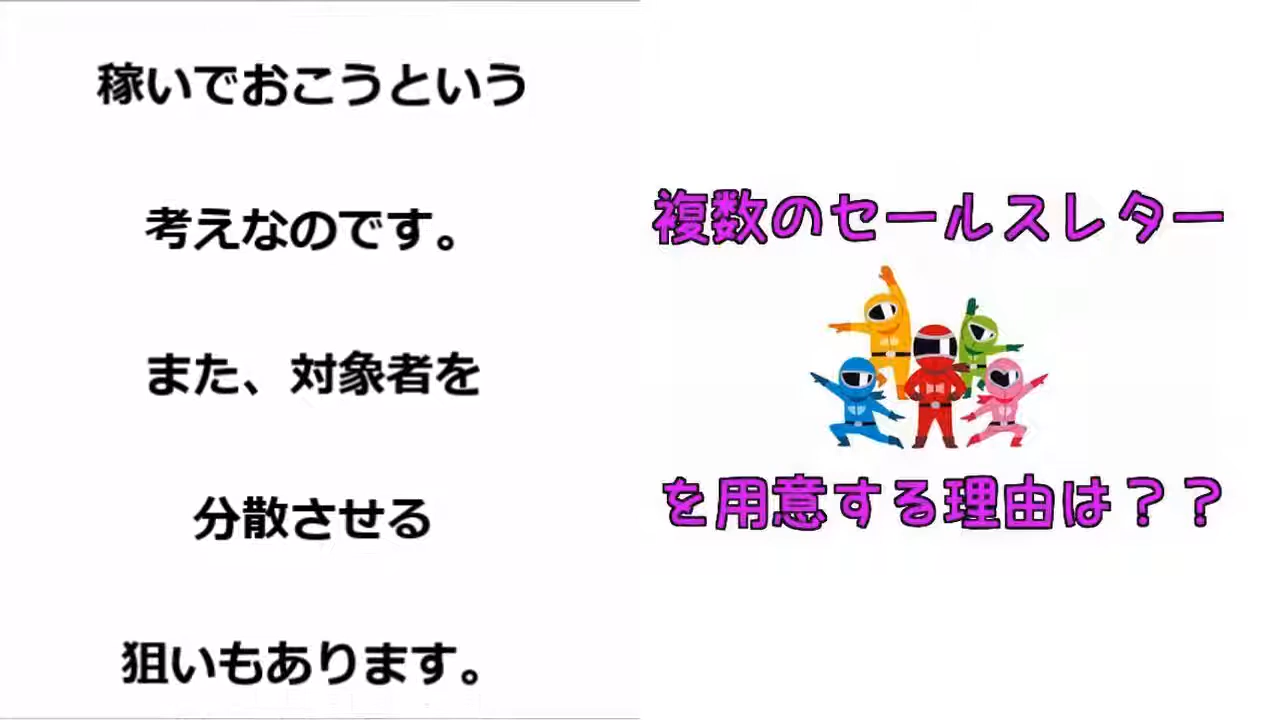 稼いでおこうという
考えなのです。
また、対象者を
分散させる
狙いもあります。
複数のセールスレター
を用意する理由は？？